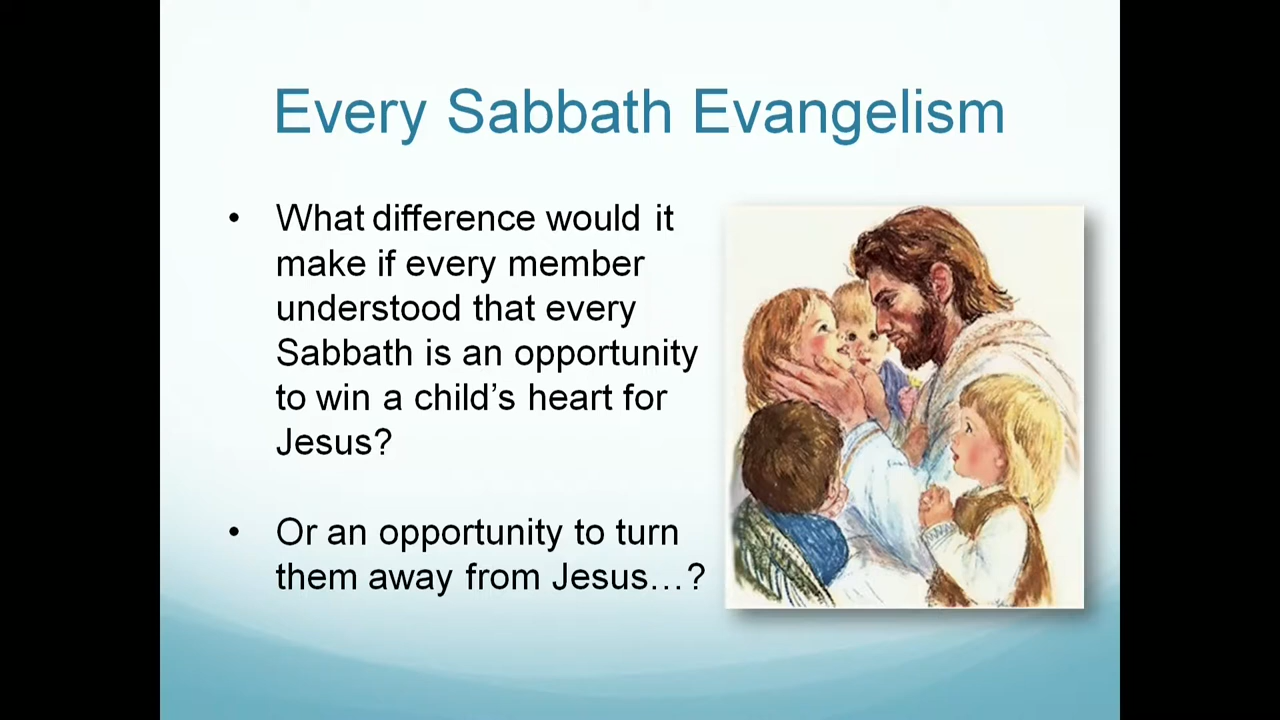 Every Sabbath Evangelism
• What difference would it
make if every member
understood that every
Sabbath is an opportunity
to win a child’s heart for
Jesus?
• Or an opportunity to turn
them away from Jesus…?